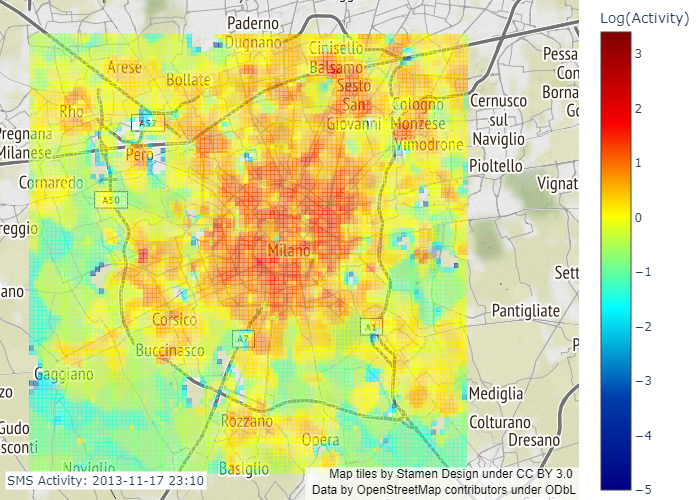 Paderno
Dugnano
Log(Activity)
Cinisello
Balsamo
Arese
Bollate
Sesto
San
Giovanni
Pessa
Con
Borna
Go
Rho
A52
Cologno
Monzese
Vimodrone
Cernusco
sul
Naviglio
Pregnana
Milanese
Pero
Pioltello
Cornaredo
A50
Vignat
reggio
Milano
Sett
ano
Corsico
Pantigliate
A7
A1
Buccinasco
P
Gaggiano
zo
Mediglia
Rozzano
Colturano
Gudo
sconti
Opera
Dresano
Noviglio
Basiglio
SMS Activity: 2013-11-17 23:10
Map tiles by Stamen Design under CC BY 3.0
Data by OpenStreetMap contributors under ODbL
3
2
1
0
−1
−2
−3
−4
−5